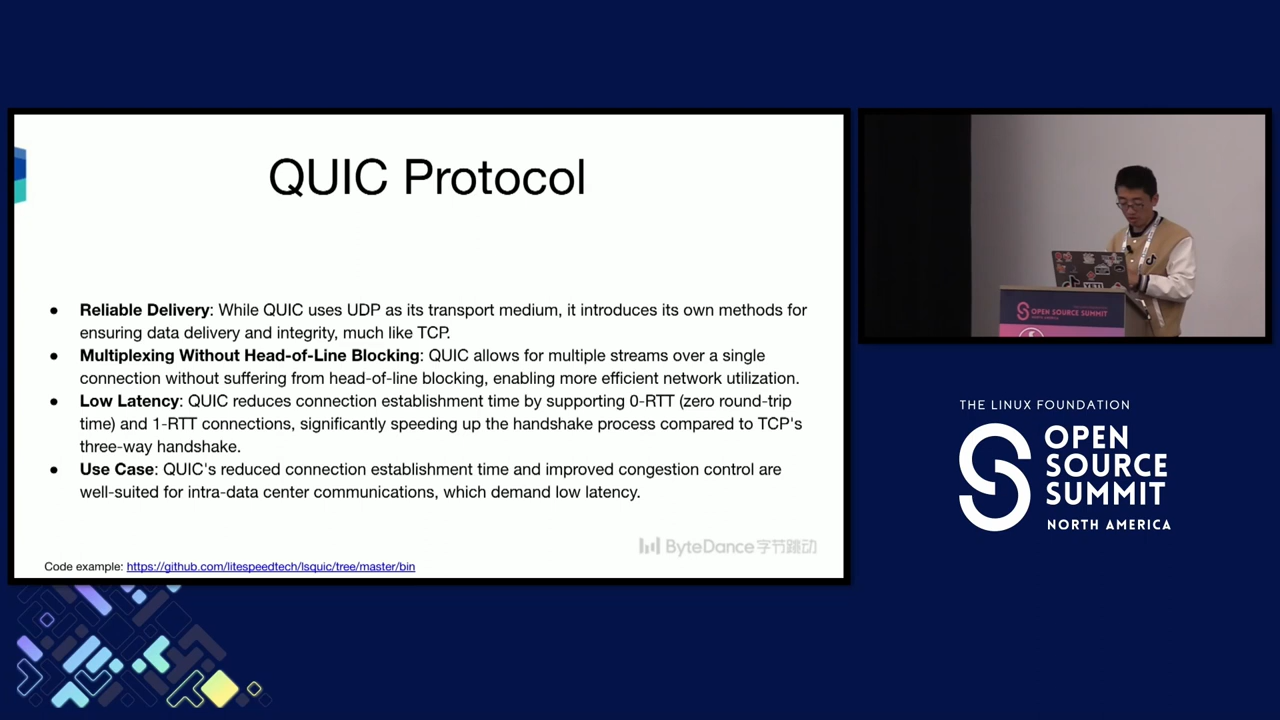 QUIC Protocol
● Reliable Delivery: While QUIC uses UDP as its transport medium, it introduces its own methods for
ensuring data delivery and integrity, much like TCP.
● Multiplexing Without Head-of-Line Blocking: QUIC allows for multiple streams over a single
connection without suffering from head-of-line blocking, enabling more efficient network utilization.
● Low Latency: QUIC reduces connection establishment time by supporting 0-RTT (zero round-trip
time) and 1-RTT connections, significantly speeding up the handshake process compared to TCP's
three-way handshake.
● Use Case: QUIC's reduced connection establishment time and improved congestion control are
well-suited for intra-data center communications, which demand low latency.
ByteDance字节跳动
Code example: https://github.com/litespeedtech/lsquic/tree/master/bin
YETI
OPEN SOURCE SUMMIT
THE LINUX FOUNDATION
OPEN
SOURCE
SUMMIT
NORTH AMERICA